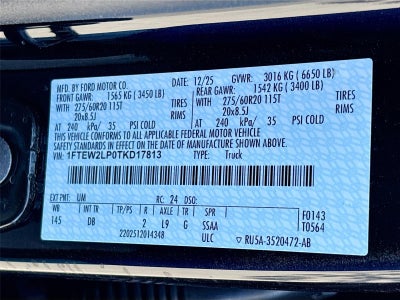 MFD. BY FORD MOTOR CO. 12/25 GVWR: 3016 KG ( 6650 LB)
FRONT GAWR: 1565 KG ( 3450 LB) REAR GAWR: 1542 KG ( 3400 LB)
WITH 275/60R20 115T TIRES WITH 275/60R20 115T TIRES
20x8.5J RIMS 20x8.5J RIMS
AT 240 kPa/ 35 PSI COLD AT 240 kPa/ 35 PSI COLD
THIS VEHICLE CONFORMS TO ALL APPLICABLE FEDERAL MOTOR VEHICLE
SAFETY STANDARDS IN EFFECT ON THE DATE OF MANUFACTURE SHOWN ABOVE.
VIN: 1FTEW2LP0TKD17813 TYPE: Truck
EXT PNT: UM RC: 24 DSO:
WB INT TR TP/PS R AXLE TR SPR F0143
145 DB 2 L9 G SSAA T0564
2202512014348 ULC RU5A-3520472-AB